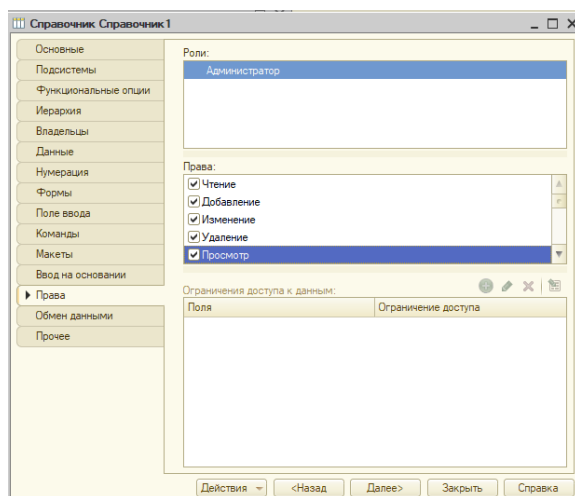 Справочник Справочник1
Основные
Подсистемы
Функциональные опции
Иерархия
Владельцы
Данные
Нумерация
Формы
Поле ввода
Команды
Макеты
Ввод на основании
Права
Обмен данными
Прочее
Роли:
Администратор
Права:
Чтение
Добавление
Изменение
Удаление
Просмотр
Ограничения доступа к данным:
Поля Ограничение доступа
Действия <Назад Далее> Закрыть Справка